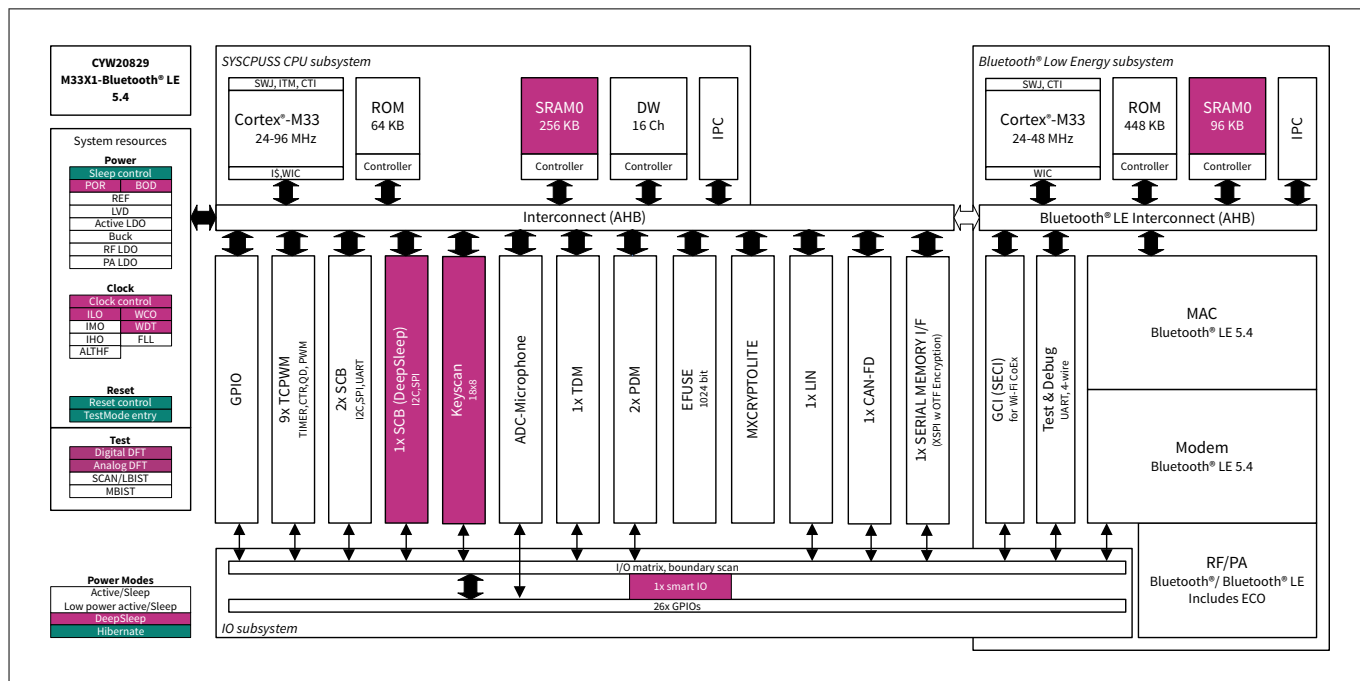 CYW20829
M33X1-Bluetooth® LE
5.4
System resources
Power
Sleep control
POR
BOD
REF
LVD
Active LDO
Buck
RF LDO
PA LDO
Clock
Clock control
ILO
WCO
IMO
WDT
IHO
FLL
ALTHF
Reset
Reset control
TestMode entry
Test
Digital DFT
Analog DFT
SCAN/LBIST
MBIST
Power Modes
Active/Sleep
Low power active/Sleep
DeepSleep
Hibernate
SYSCPUSS CPU subsystem
SWJ, ITM, CTI
Cortex®-M33
24-96 MHz
I$,WIC
ROM
64 KB
Controller
SRAM0
256 KB
Controller
DW
16 Ch
Controller
IPC
Interconnect (AHB)
GPIO
9x TCPWM
TIMER,CTR,QD, PWM
2x SCB
I2C,SPI,UART
1x SCB (DeepSleep)
I2C,SPI
Keyscan
18x8
ADC-Microphone
1x TDM
2x PDM
EFUSE
1024 bit
MXCRYPTOLITE
1x LIN
1x CAN-FD
1x SERIAL MEMORY I/F
(XSPI w OTF Encryption)
Bluetooth® Low Energy subsystem
SWJ, CTI
Cortex®-M33
24-48 MHz
WIC
ROM
448 KB
Controller
SRAM0
96 KB
Controller
IPC
Bluetooth® LE Interconnect (AHB)
GCI (SECI)
for Wi-Fi CoEx
Test & Debug
UART, 4-wire
MAC
Bluetooth® LE 5.4
Modem
Bluetooth® LE 5.4
RF/PA
Bluetooth®/ Bluetooth® LE
Includes ECO
I/O matrix, boundary scan
1x smart IO
26x GPIOs
IO subsystem